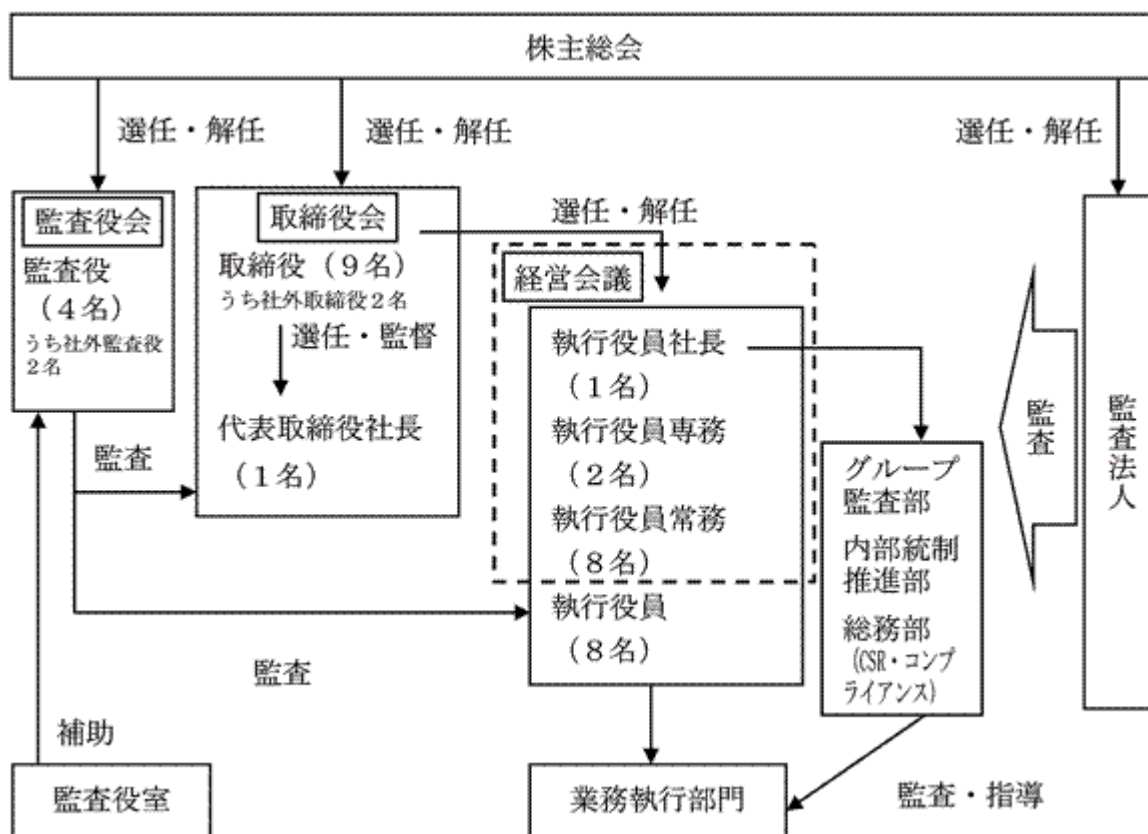 株主総会
選任・解任
選任・解任
選任・解任
監査役会
監査役
(4名)
うち社外監査役
2名
取締役会
取締役（9名）
うち社外取締役2名
選任・監督
代表取締役社長
（1名）
選任・解任
経営会議
執行役員社長
（1名）
執行役員専務
（2名）
執行役員常務
（8名）
執行役員
（8名）
グループ
監査部
内部統制
推進部
総務部
（CSR・コンプ
ライアンス）
監査
監査法人
監査
監査
補助
監査役室
業務執行部門
監査・指導